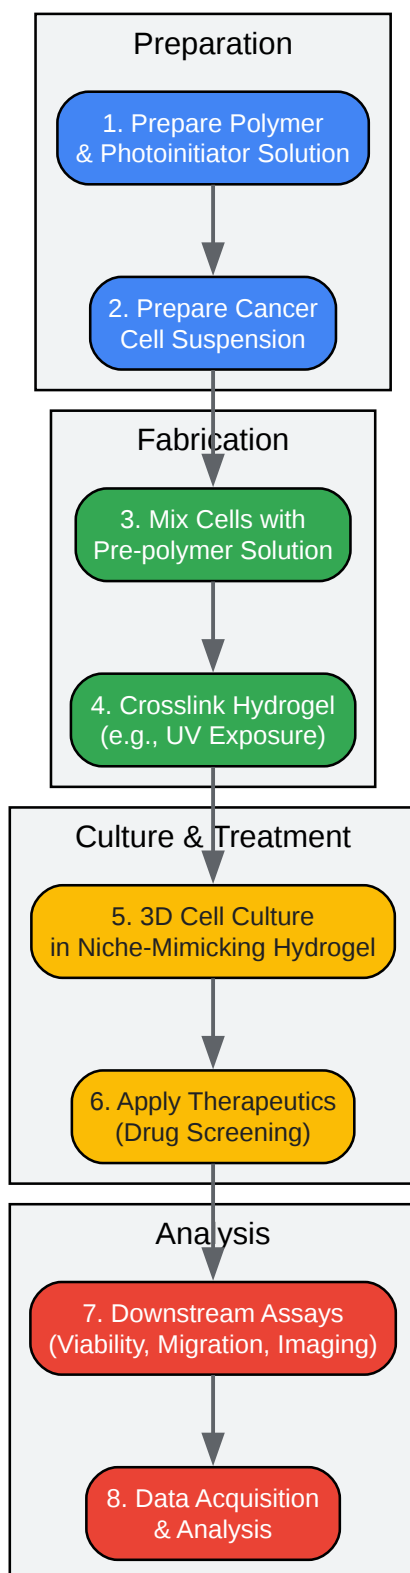 Preparation
1. Prepare Polymer
& Photoinitiator Solution
2. Prepare Cancer
Cell Suspension
Fabrication
3. Mix Cells with
Pre-polymer Solution
4. Crosslink Hydrogel
(e.g., UV Exposure)
Culture & Treatment
5. 3D Cell Culture
in Niche-Mimicking Hydrogel
6. Apply Therapeutics
(Drug Screening)
Analysis
7. Downstream Assays
(Viability, Migration, Imaging)
8. Data Acquisition
& Analysis